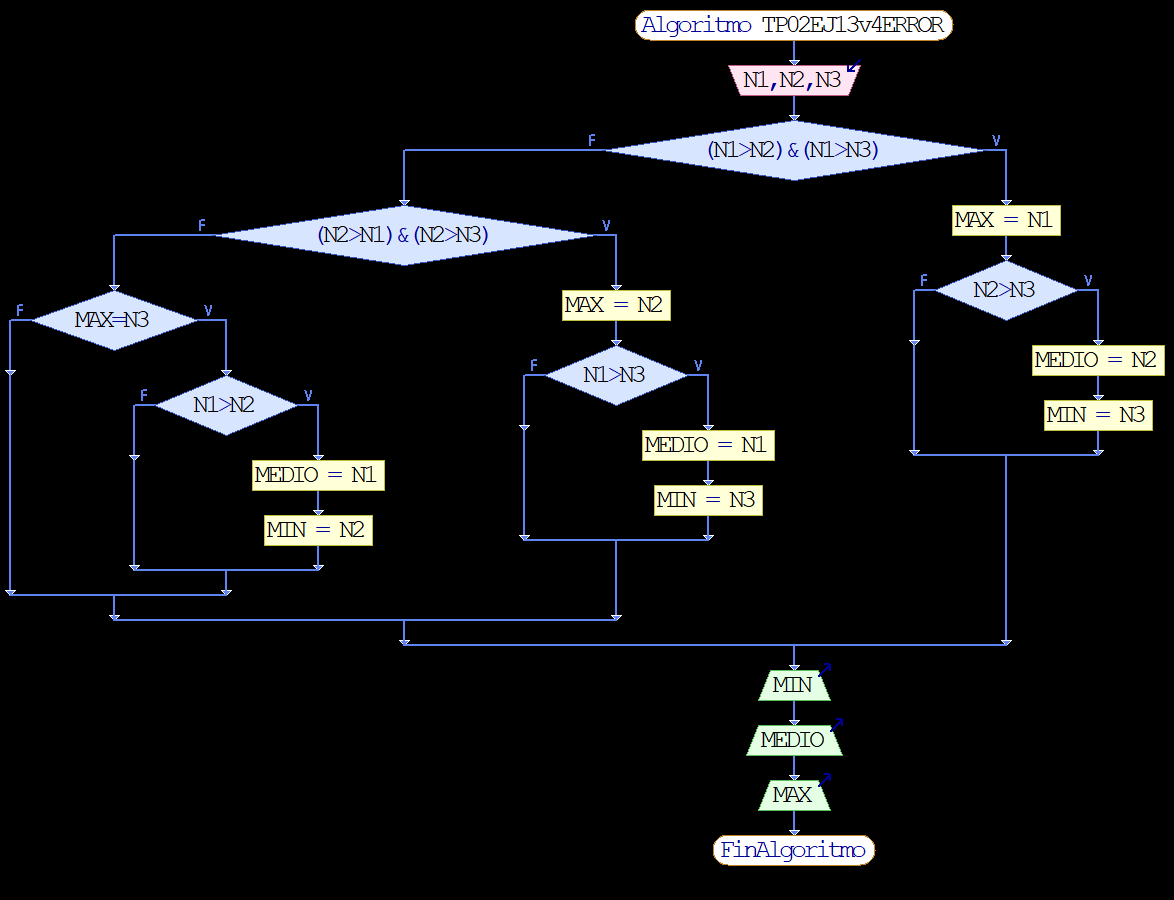 Algoritmo TP02EJ13v4ERROR
N1,N2,N3
(N1>N2)&(N1>N3)
F
V
(N2>N1)&(N2>N3)
F
V
MAX = N1
MAX=N3
F
V
MAX = N2
N2>N3
F
V
N1>N2
F
V
N1>N3
F
V
MEDIO = N2
MIN = N3
MEDIO = N1
MIN = N2
MEDIO = N1
MIN = N3
MIN
MEDIO
MAX
FinAlgoritmo